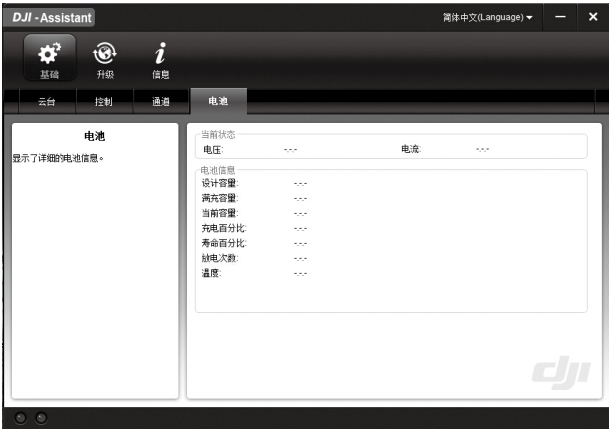 DJI - Assistant
简体中文(Language)
基础 升级 信息
云台 控制 通道 电池
电池
显示了详细的电池信息。
当前状态
电压: -.-.- 电流: -.-.-
电池信息
设计容量: -.-.-
满充容量: -.-.-
当前容量: -.-.-
充电百分比: -.-.-
寿命百分比: -.-.-
放电次数: -.-.-
温度: -.-.-
dji